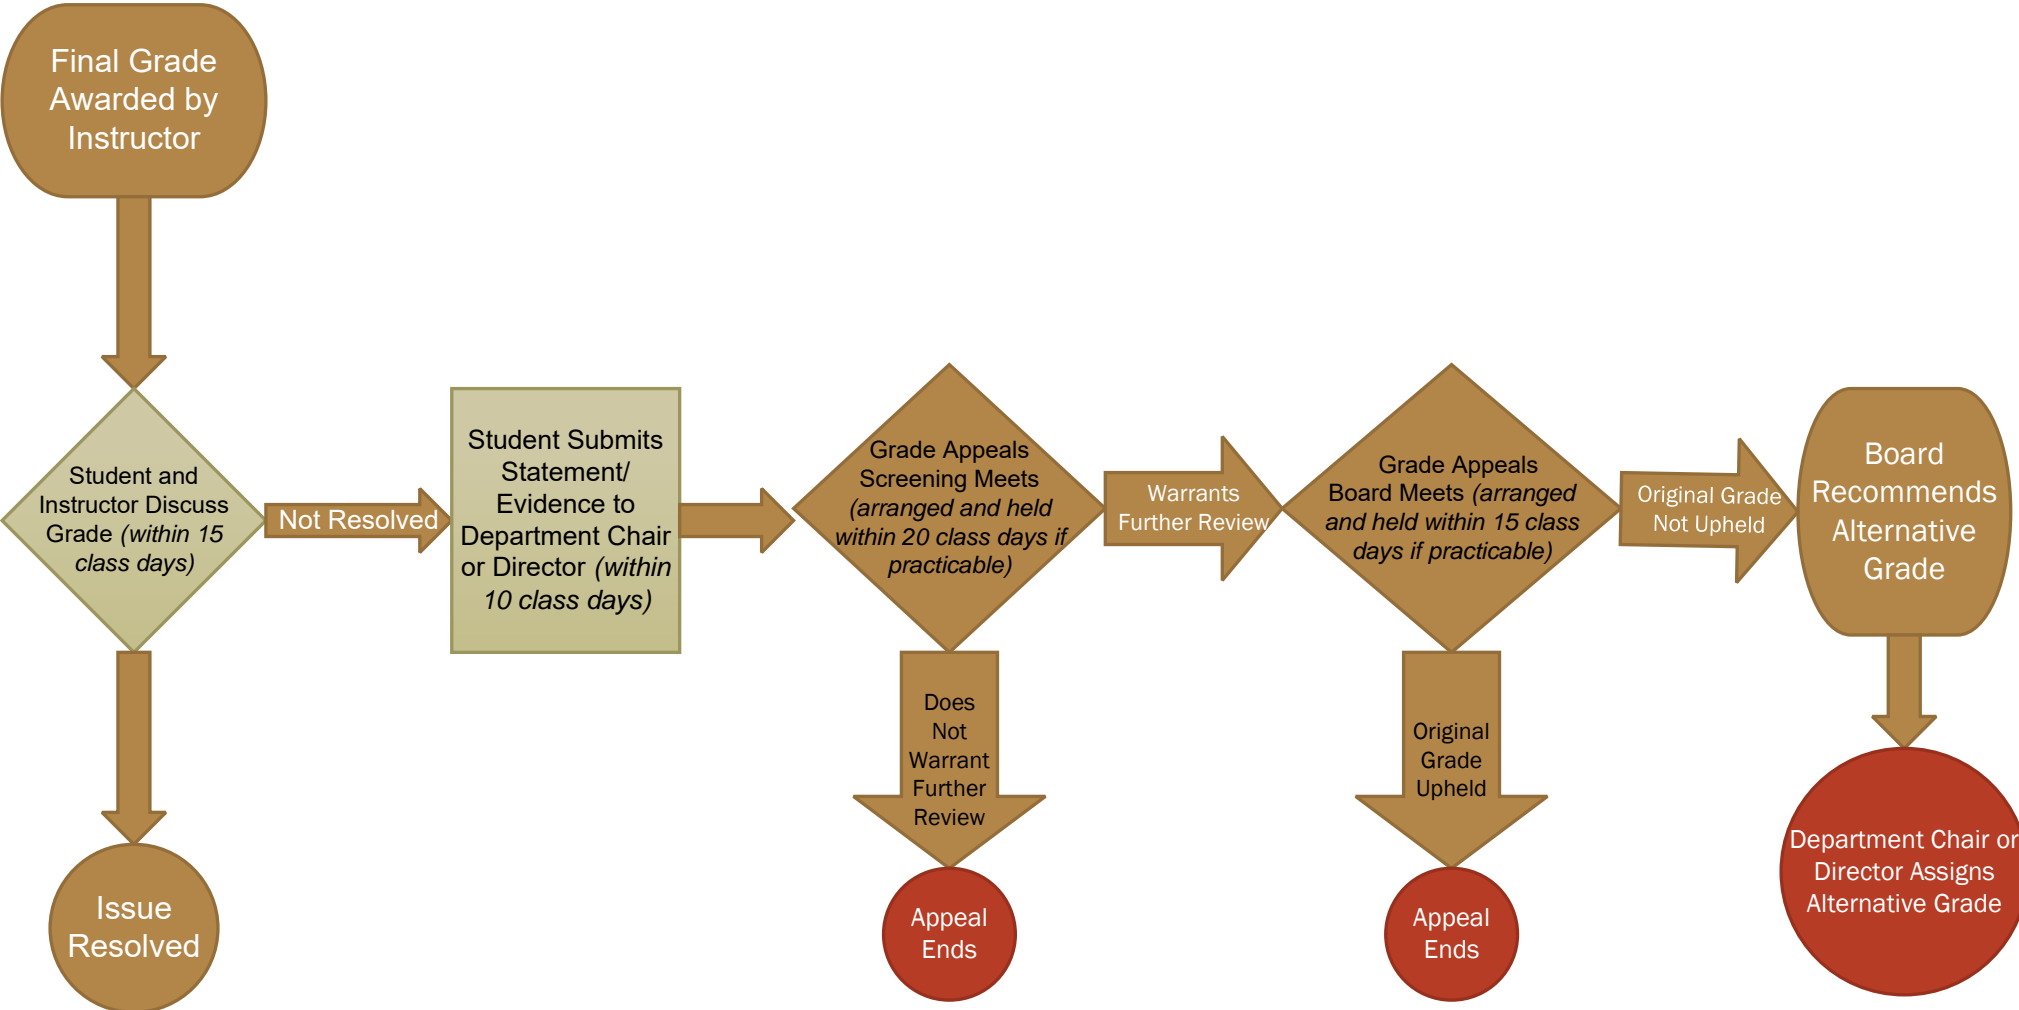 Final Grade
Awarded by
Instructor
Student and
Instructor Discuss
Grade (within 15
class days)
Not Resolved
Issue
Resolved
Student Submits
Statement/
Evidence to
Department Chair
or Director (within
10 class days)
Grade Appeals
Screening Meets
(arranged and held
within 20 class days if
practicable)
Does
Not
Warrant
Further
Review
Appeal
Ends
Warrants
Further Review
Grade Appeals
Board Meets (arranged
and held within 15 class
days if practicable)
Original
Grade
Upheld
Appeal
Ends
Original Grade
Not Upheld
Board
Recommends
Alternative
Grade
Department Chair or
Director Assigns
Alternative Grade